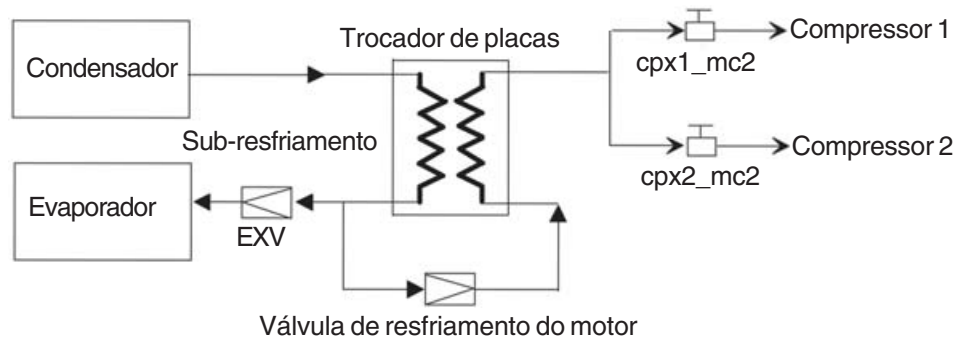 Compressor 1
Trocador de placas
Condensador
cpx1_mc2
Sub-resfriamento
Compressor 2
cpx2_mc2
Evaporador
EXV
Válvula de resfriamento do motor